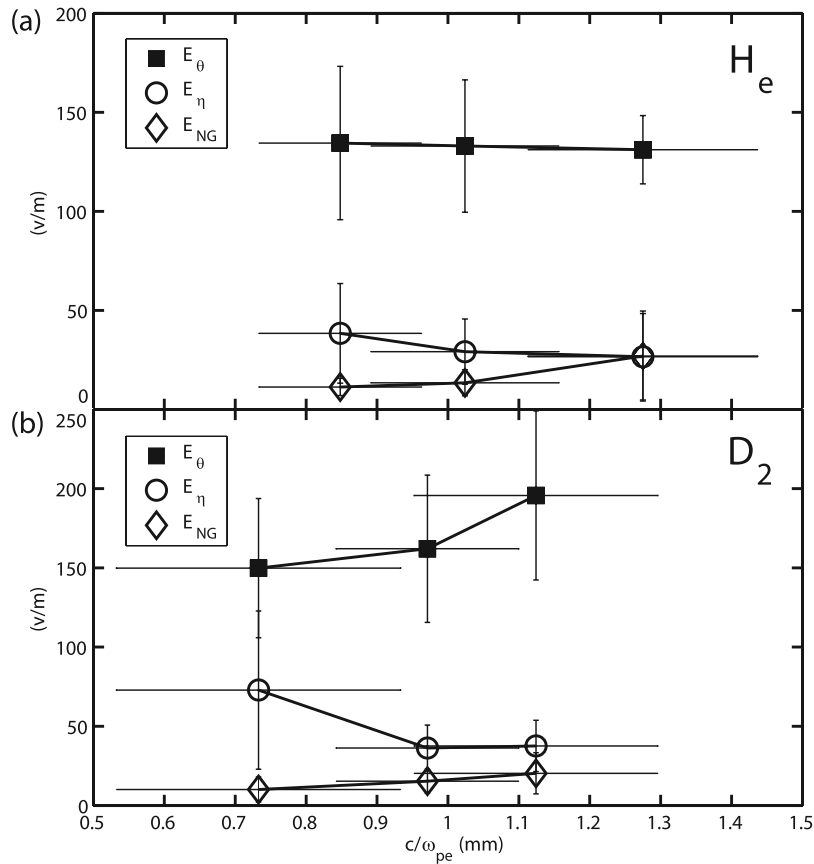 (a)
200
150
100
50
0
(v/m)
E θ
E η
E NG
H e
(b)
250
200
150
100
50
0
(v/m)
E θ
E η
E NG
D 2
0.5 0.6 0.7 0.8 0.9 1 1.1 1.2 1.3 1.4 1.5
c/ω pe (mm)